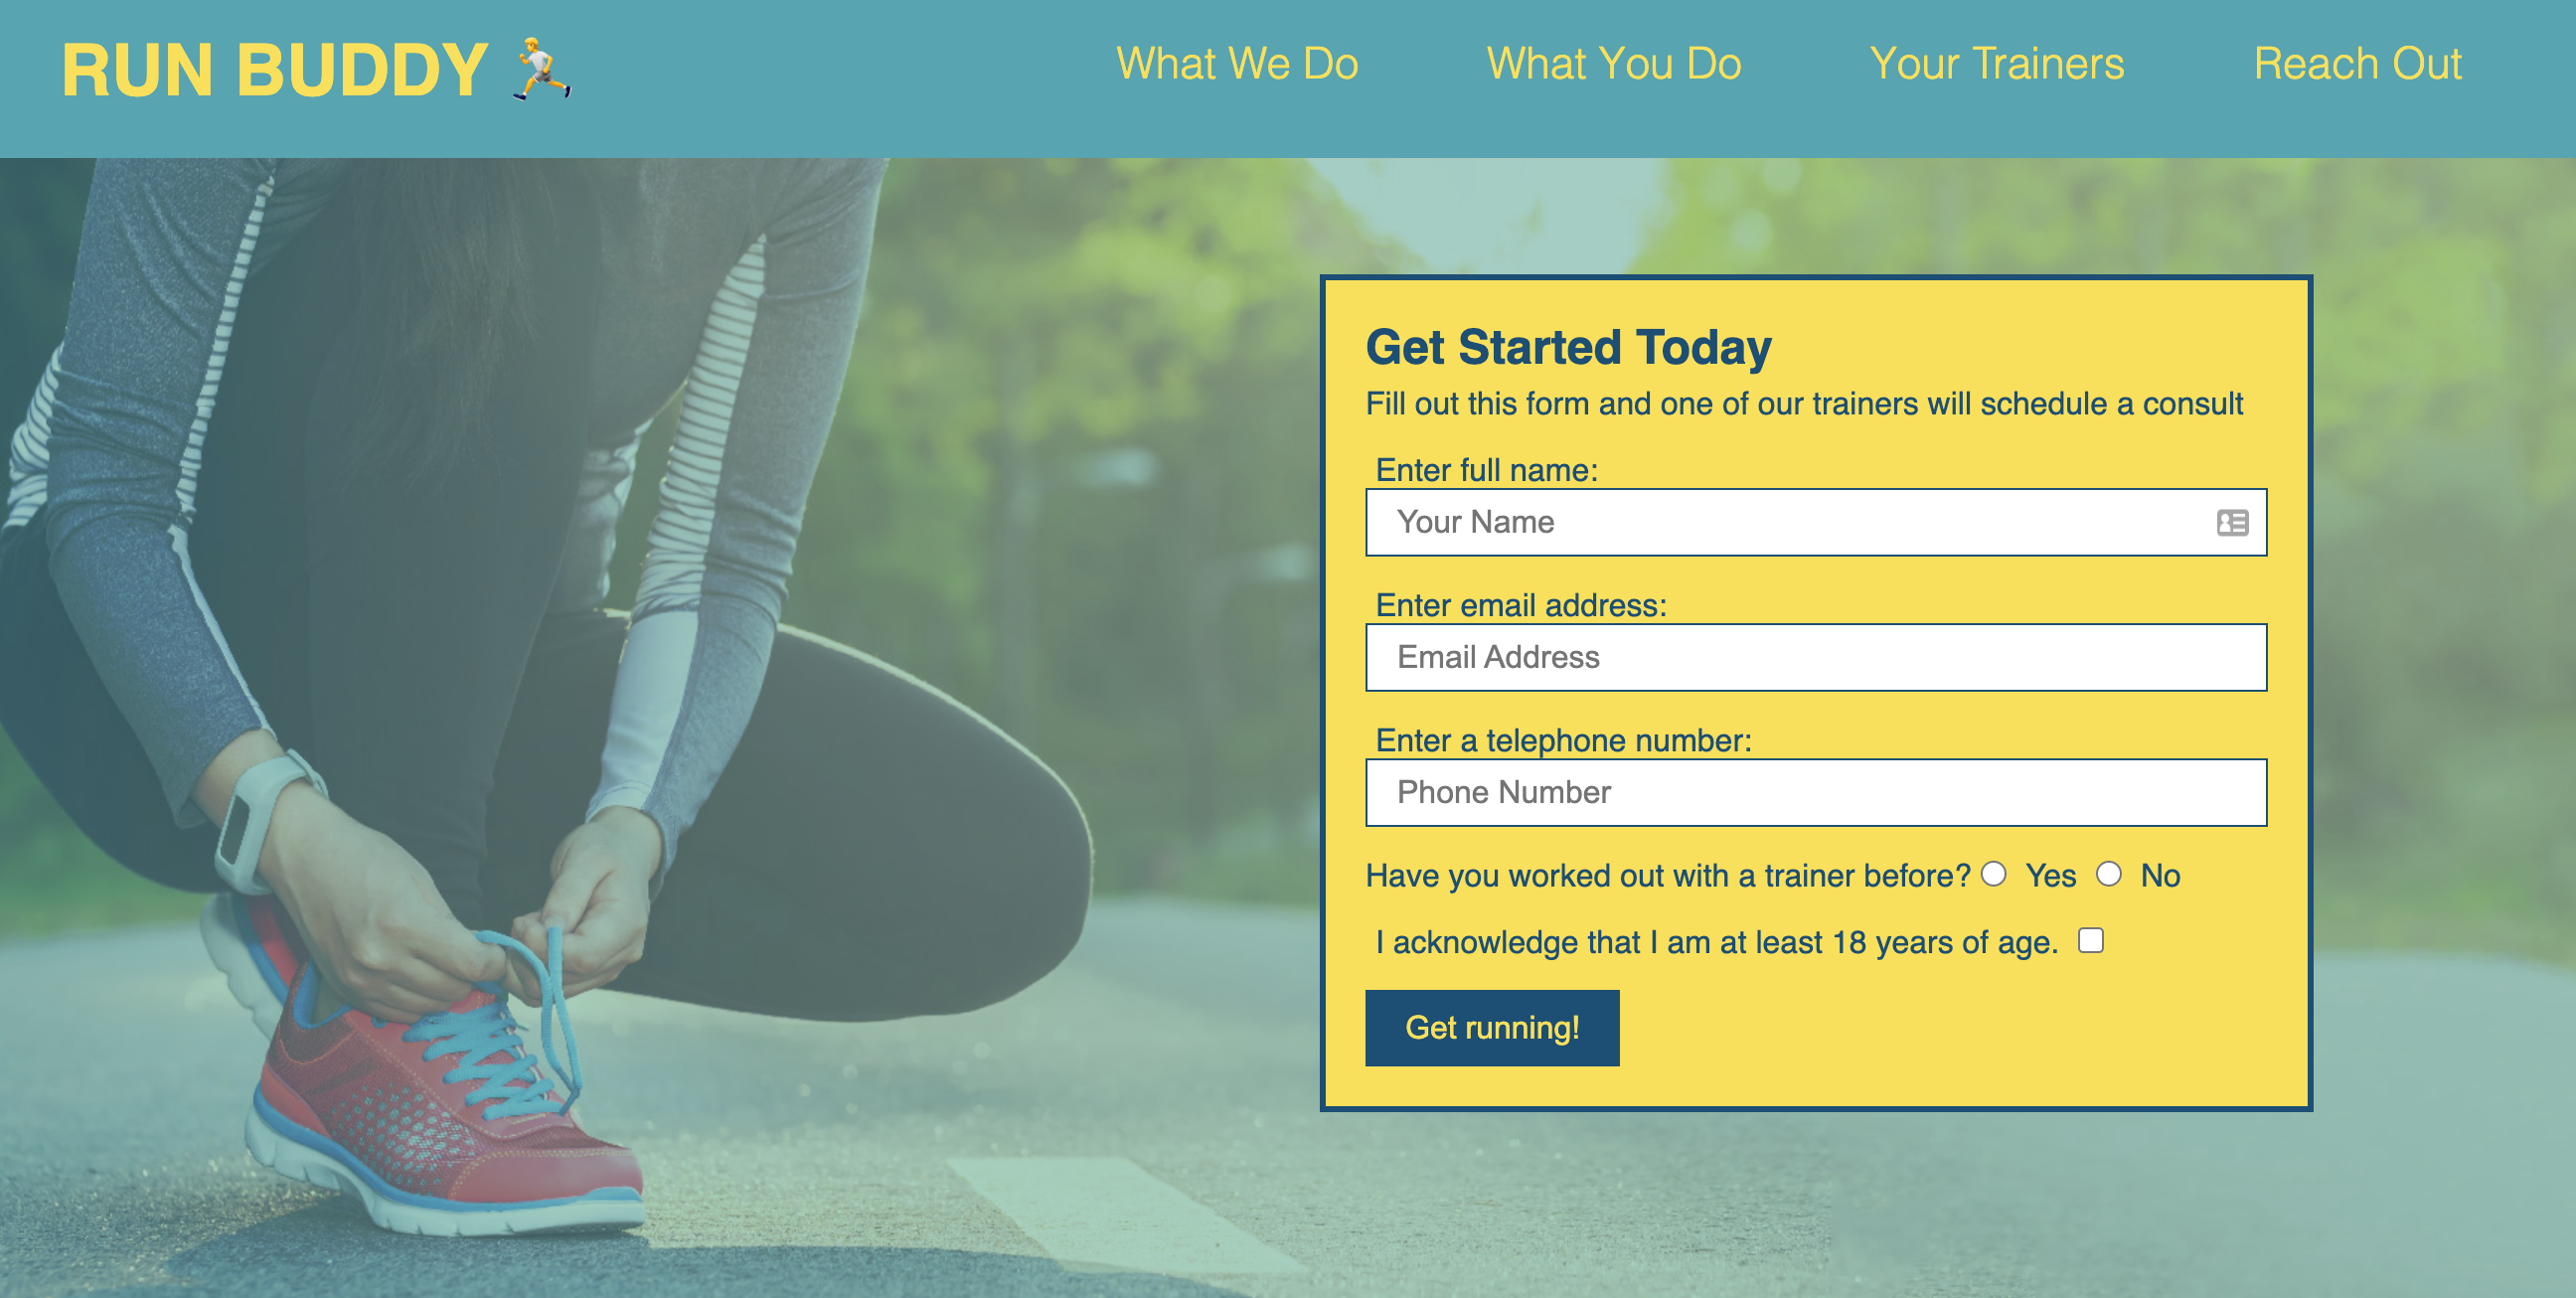 RUN BUDDY 🏃
What We Do What You Do Your Trainers Reach Out
Get Started Today
Fill out this form and one of our trainers will schedule a consult
Enter full name:
Your Name
Enter email address:
Email Address
Enter a telephone number:
Phone Number
Have you worked out with a trainer before? Yes No
I acknowledge that I am at least 18 years of age.
Get running!